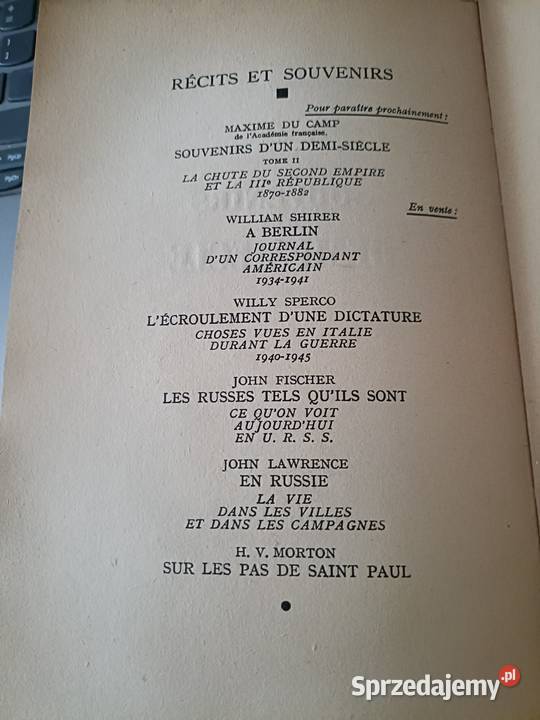 RÉCITS ET SOUVENIRS
Pour paraître prochainement :
MAXIME DU CAMP
de l'Académie française.
SOUVENIRS D'UN DEMI-SIÈCLE
TOME II
LA CHUTE DU SECOND EMPIRE
ET LA IIIe RÉPUBLIQUE
1870-1882
En vente :
WILLIAM SHIRER
A BERLIN
JOURNAL
D'UN CORRESPONDANT
AMÉRICAIN
1934-1941
WILLY SPERCO
L'ÉCROULEMENT D'UNE DICTATURE
CHOSES VUES EN ITALIE
DURANT LA GUERRE
1940-1945
JOHN FISCHER
LES RUSSES TELS QU'ILS SONT
CE QU'ON VOIT
AUJOURD'HUI
EN U. R. S. S.
JOHN LAWRENCE
EN RUSSIE
LA VIE
DANS LES VILLES
ET DANS LES CAMPAGNES
H. V. MORTON
SUR LES PAS DE SAINT PAUL
Sprzedajemy.pl